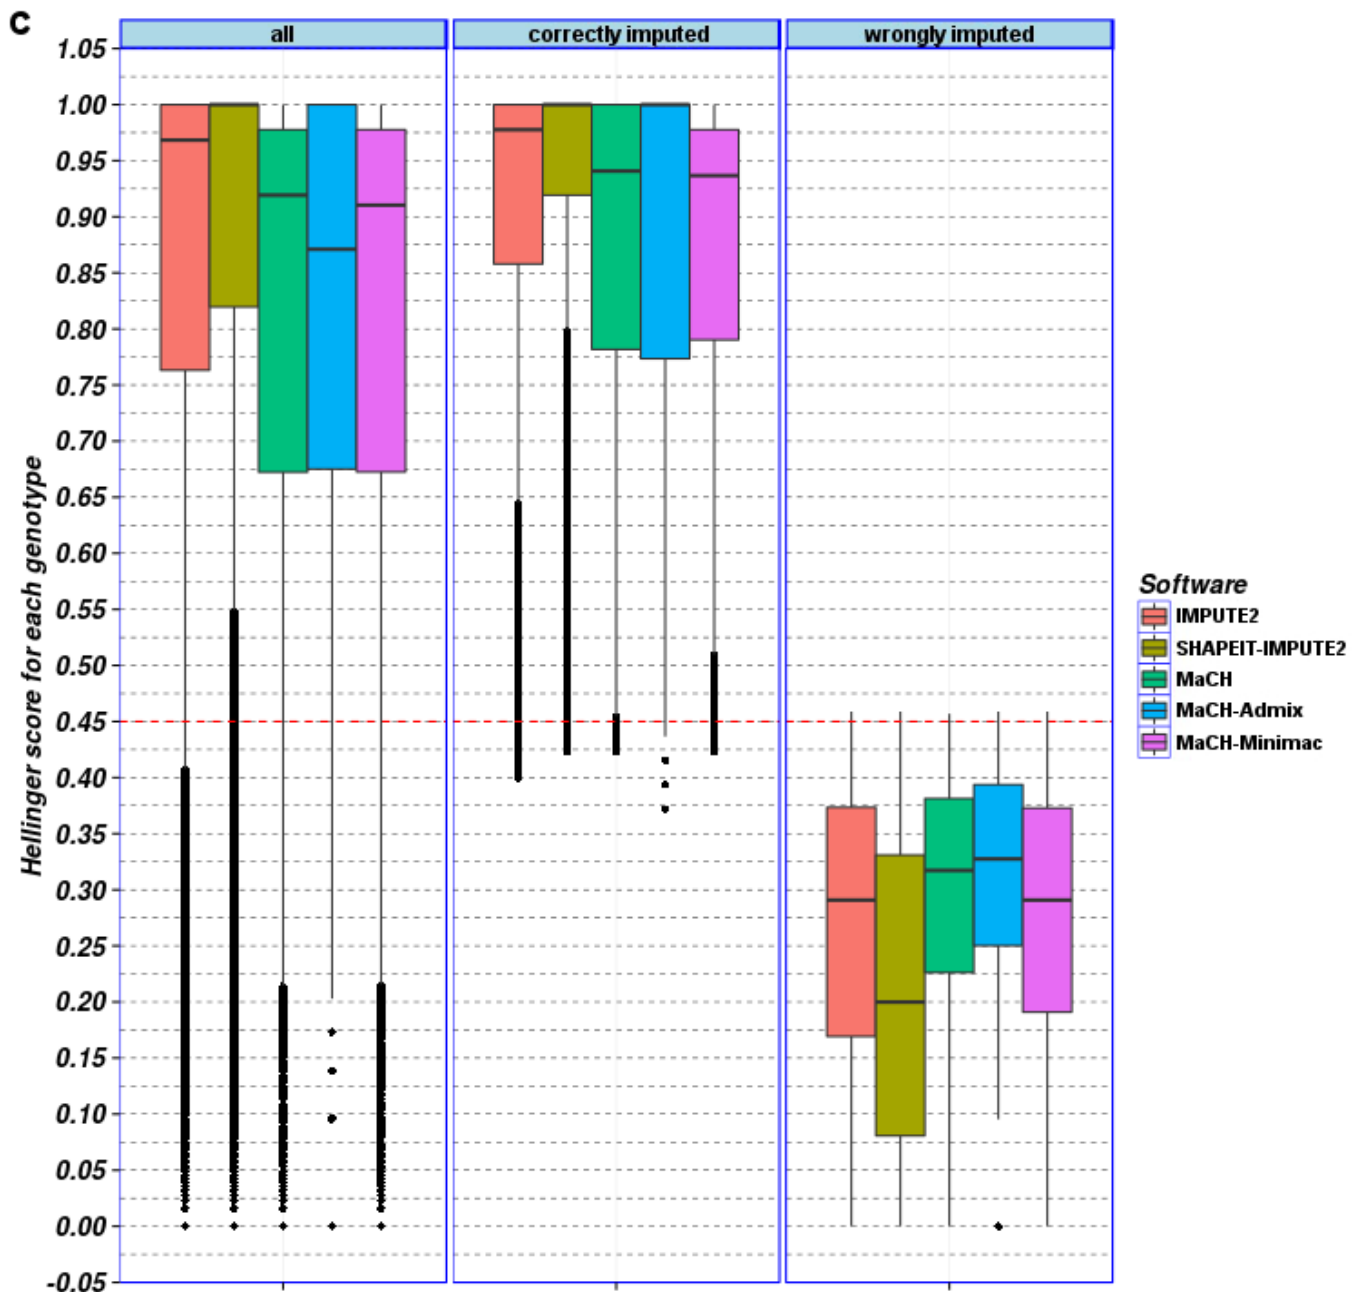 C
all
correctly imputed
wrongly imputed
Hellinger score for each genotype
1.05
1.00
0.95
0.90
0.85
0.80
0.75
0.70
0.65
0.60
0.55
0.50
0.45
0.40
0.35
0.30
0.25
0.20
0.15
0.10
0.05
0.00
-0.05
Software
IMPUTE2
SHAPEIT-IMPUTE2
MaCH
MaCH-Admix
MaCH-Minimac